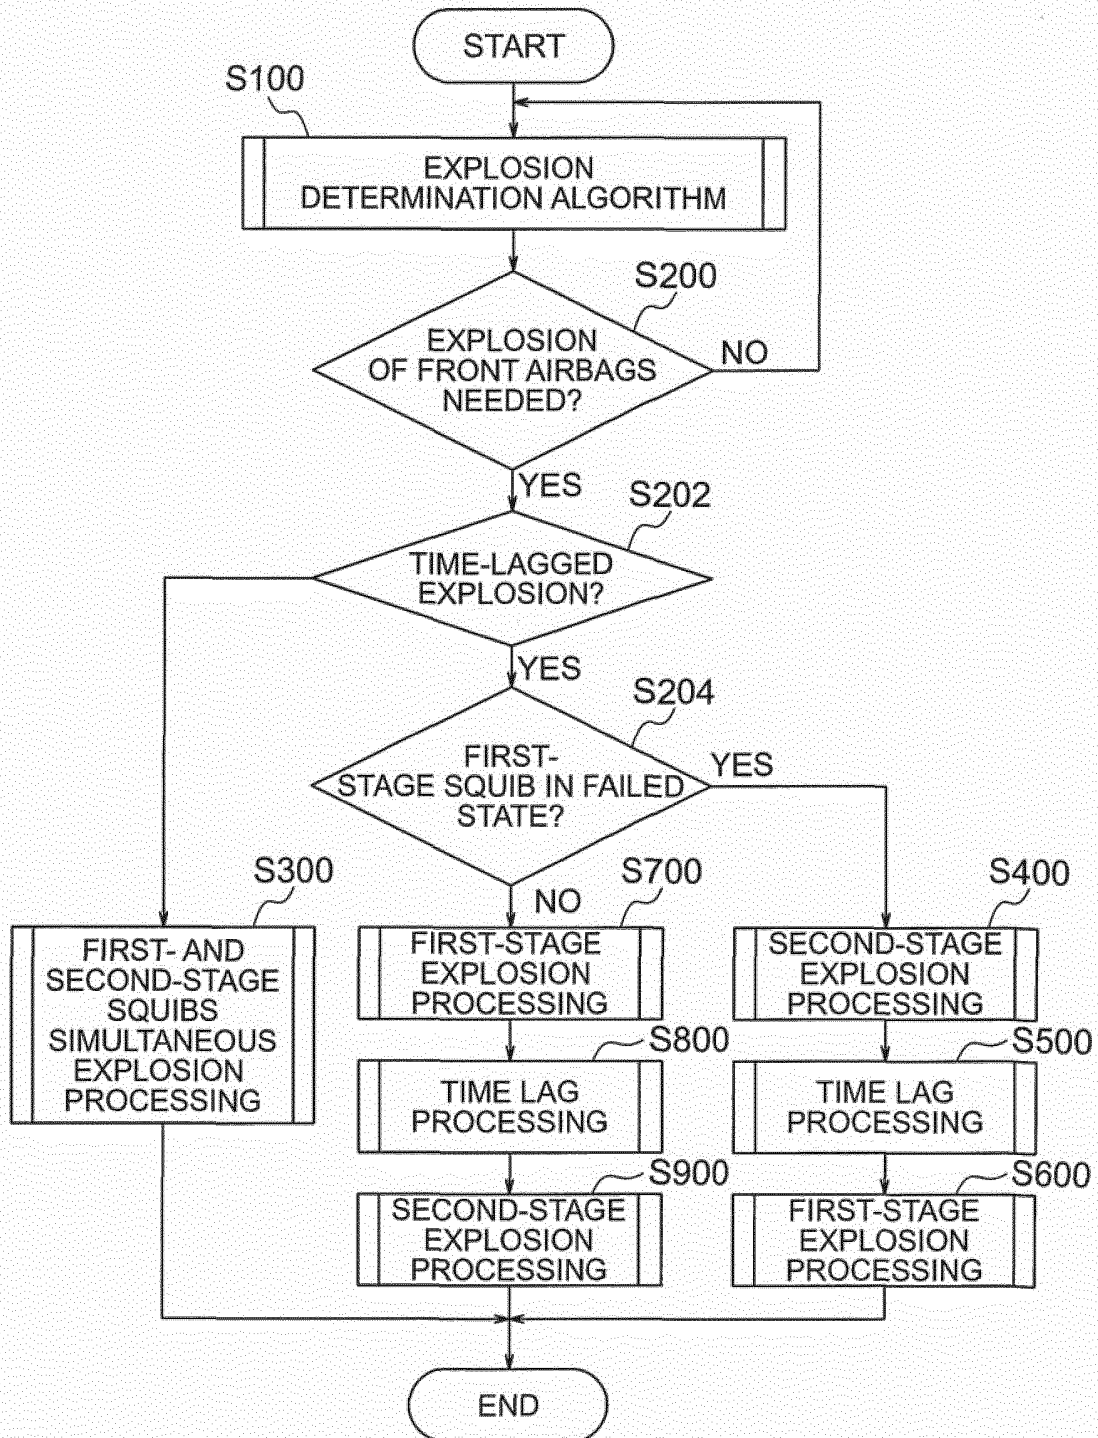 START
S100
EXPLOSION
DETERMINATION ALGORITHM
S200
EXPLOSION
OF FRONT AIRBAGS
NEEDED?
NO
YES
S202
TIME-LAGGED
EXPLOSION?
YES
S204
FIRST-
STAGE SQUIB IN FAILED
STATE?
YES
NO
S300
FIRST- AND
SECOND-STAGE
SQUIBS
SIMULTANEOUS
EXPLOSION
PROCESSING
S700
FIRST-STAGE
EXPLOSION
PROCESSING
S800
TIME LAG
PROCESSING
S900
SECOND-STAGE
EXPLOSION
PROCESSING
S400
SECOND-STAGE
EXPLOSION
PROCESSING
S500
TIME LAG
PROCESSING
S600
FIRST-STAGE
EXPLOSION
PROCESSING
END